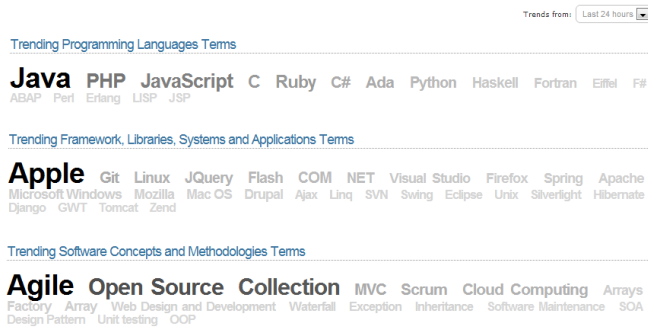 Trends from: Last 24 hours
Trending Programming Languages Terms
Java PHP JavaScript C Ruby C# Ada Python Haskell Fortran Eiffel F#
ABAP Perl Erlang LISP JSP
Trending Framework, Libraries, Systems and Applications Terms
Apple Git Linux JQuery Flash COM NET Visual Studio Firefox Spring Apache
Microsoft Windows Mozilla Mac OS Drupal Ajax Linq SVN Swing Eclipse Unix Silverlight Hibernate
Django GWT Tomcat Zend
Trending Software Concepts and Methodologies Terms
Agile Open Source Collection MVC Scrum Cloud Computing Arrays
Factory Array Web Design and Development Waterfall Exception Inheritance Software Maintenance SOA
Design Pattern Unit testing OOP